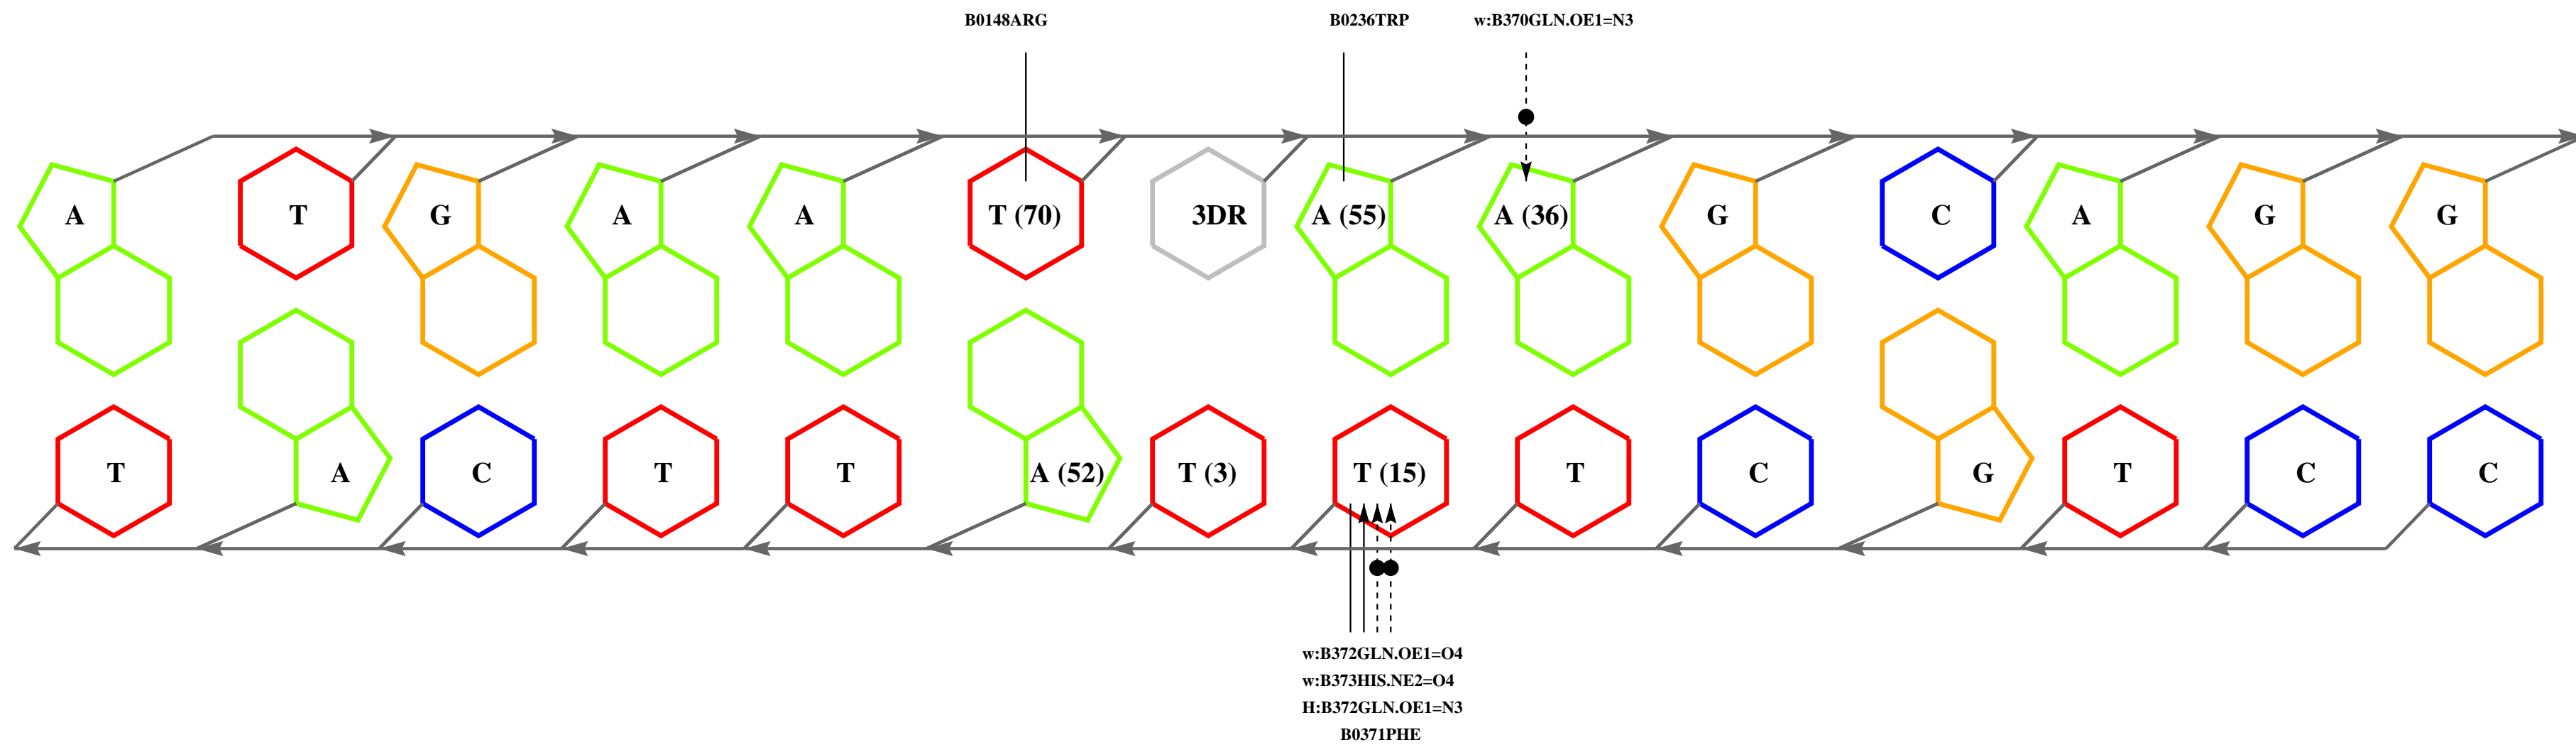 B0148ARG B0236TRP w:B370GLN.OE1=N3
A T G A A T (70) 3DR A (55) A (36) G C A G G
T A C T T A (52) T (3) T (15) T C G T C C
w:B372GLN.OE1=O4
w:B373HIS.NE2=O4
H:B372GLN.OE1=N3
B0371PHE